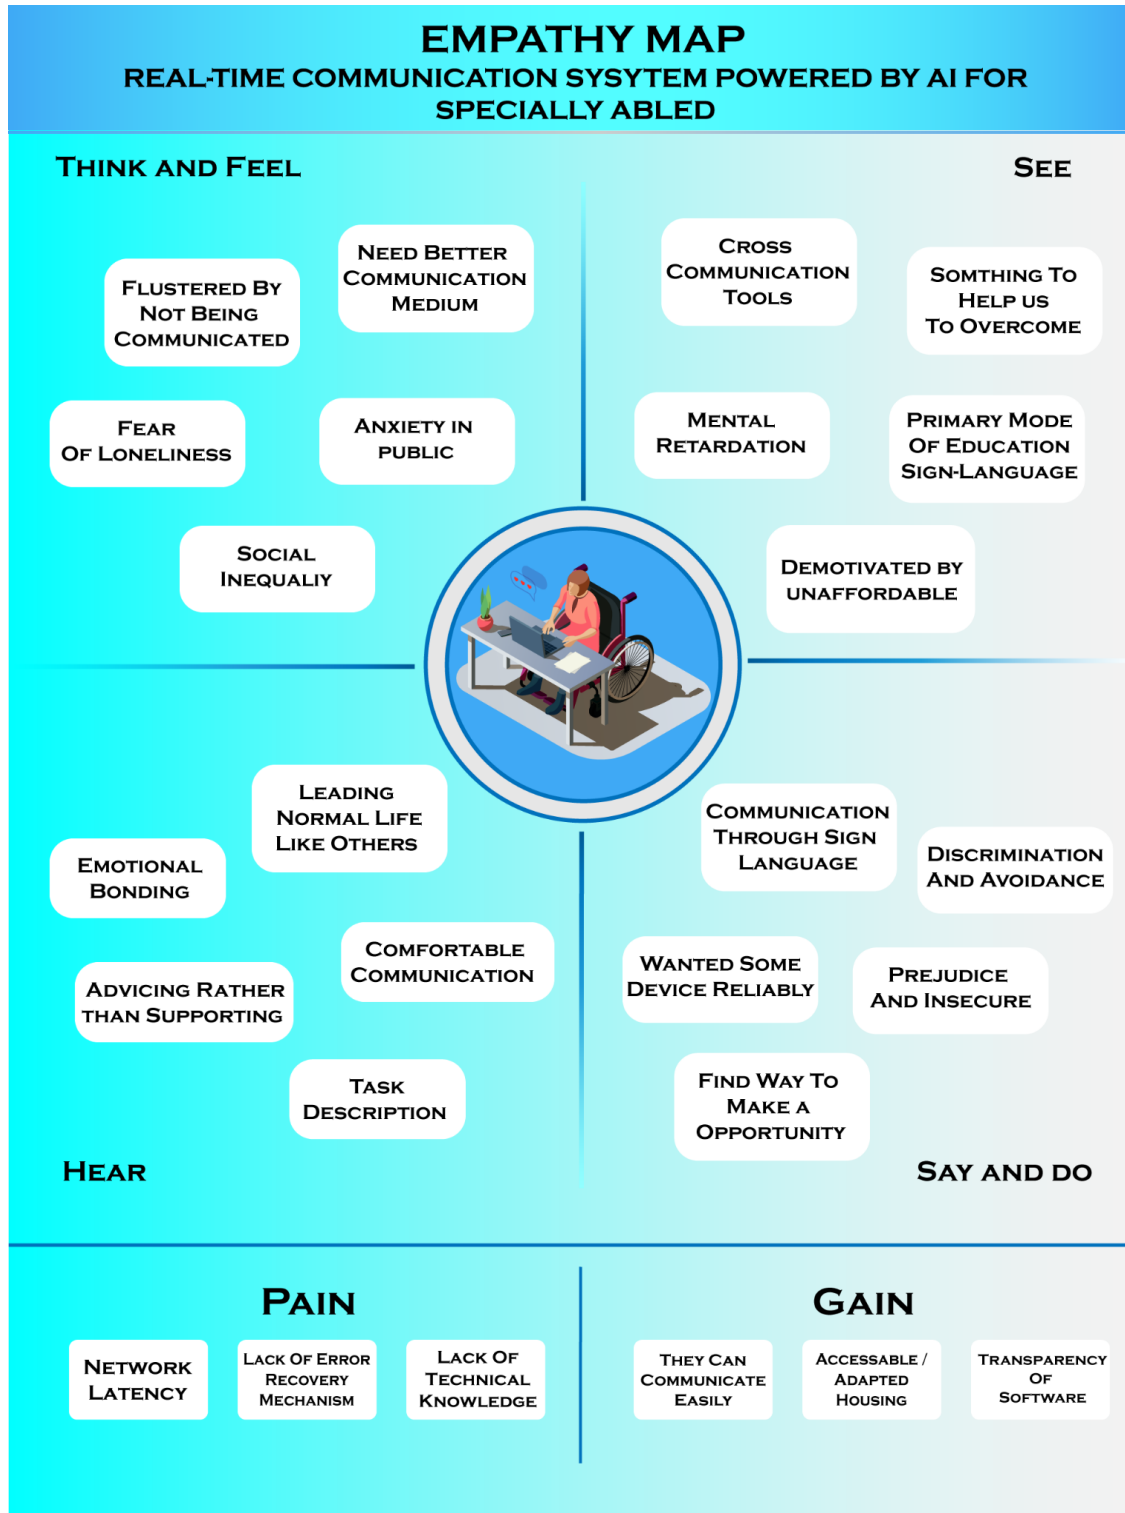 EMPATHY MAP
REAL-TIME COMMUNICATION SYSYTEM POWERED BY AI FOR
SPECIALLY ABLED
THINK AND FEEL
FLUSTERED BY
NOT BEING
COMMUNICATED
NEED BETTER
COMMUNICATION
MEDIUM
FEAR
OF LONELINESS
ANXIETY IN
PUBLIC
SOCIAL
INEQUALIY
SEE
CROSS
COMMUNICATION
TOOLS
SOMTHING TO
HELP US
TO OVERCOME
MENTAL
RETARDATION
PRIMARY MODE
OF EDUCATION
SIGN-LANGUAGE
DEMOTIVATED BY
UNAFFORDABLE
LEADING
NORMAL LIFE
LIKE OTHERS
EMOTIONAL
BONDING
COMFORTABLE
COMMUNICATION
ADVICING RATHER
THAN SUPPORTING
TASK
DESCRIPTION
HEAR
COMMUNICATION
THROUGH SIGN
LANGUAGE
DISCRIMINATION
AND AVOIDANCE
WANTED SOME
DEVICE RELIABLY
PREJUDICE
AND INSECURE
FIND WAY TO
MAKE A
OPPORTUNITY
SAY AND DO
PAIN
NETWORK
LATENCY
LACK OF ERROR
RECOVERY
MECHANISM
LACK OF
TECHNICAL
KNOWLEDGE
GAIN
THEY CAN
COMMUNICATE
EASILY
ACCESSABLE /
ADAPTED
HOUSING
TRANSPARENCY
OF
SOFTWARE